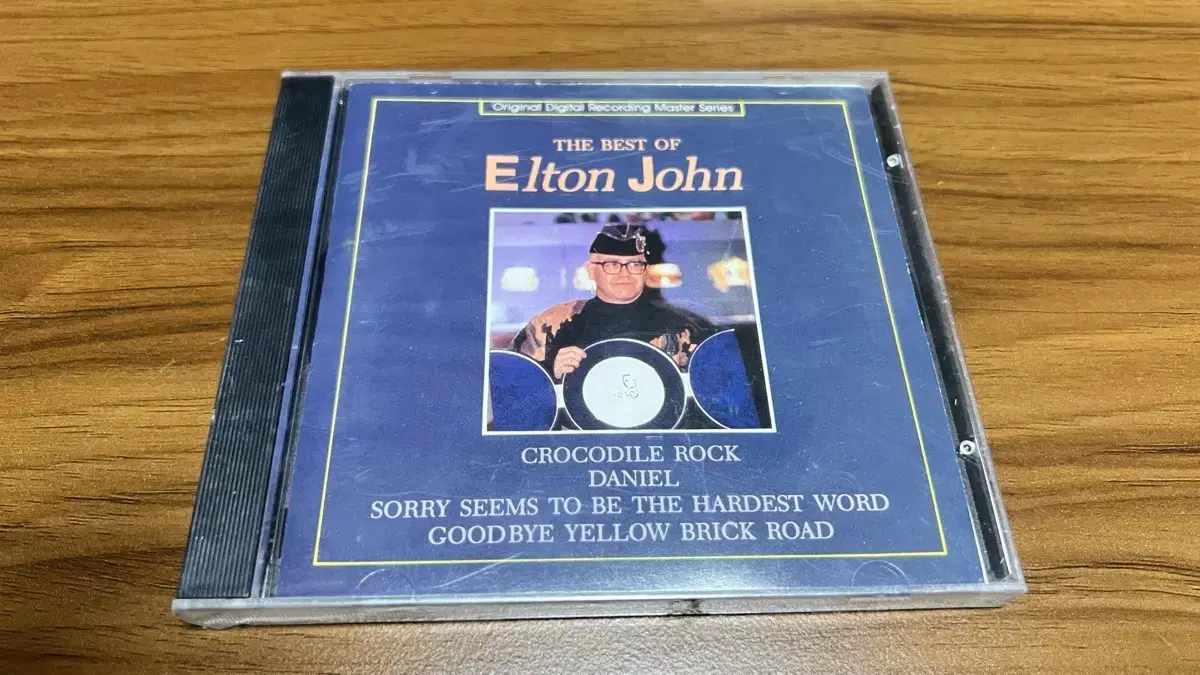 Original Digital Recording Master Series
THE BEST OF
Elton John
CROCODILE ROCK
DANIEL
SORRY SEEMS TO BE THE HARDEST WORD
GOODBYE YELLOW BRICK ROAD